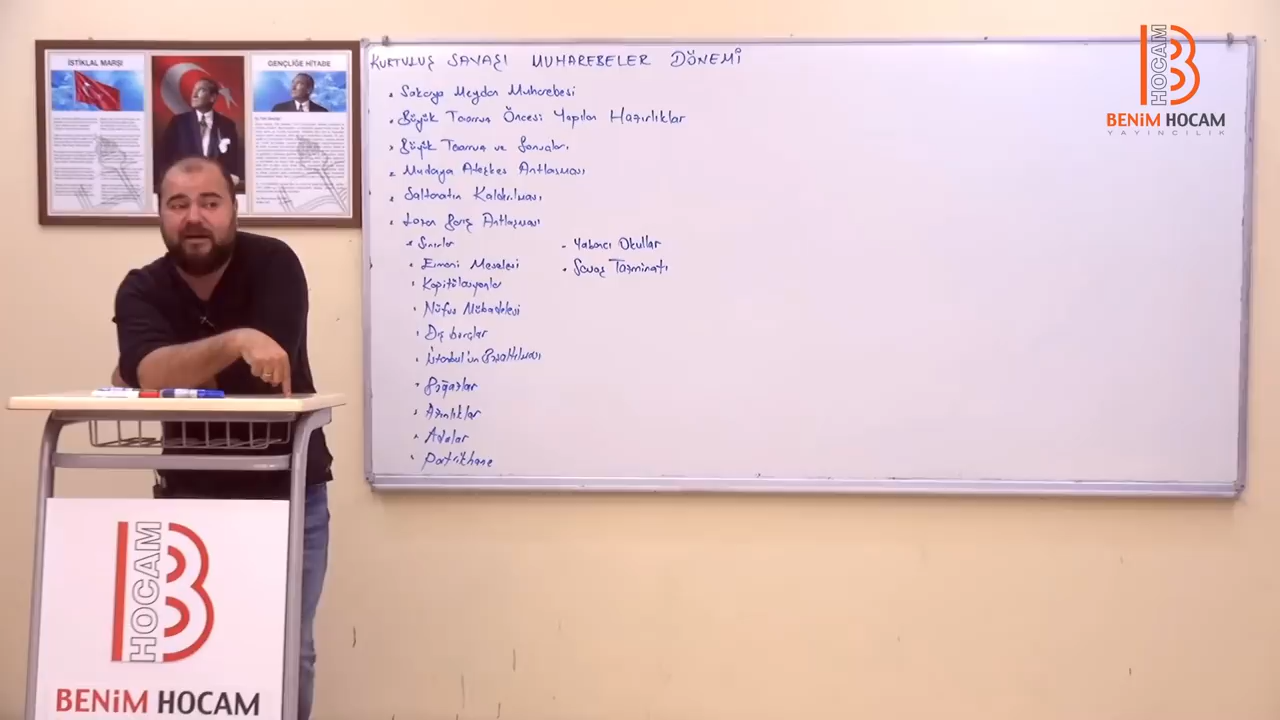 İSTİKLAL MARŞI
GENÇLİĞE HİTABE
KURTULUŞ SAVAŞI MUHAREBELER DÖNEMİ
• Sakarya Meydan Muharebesi
• Büyük Taarruz Öncesi Yapılan Hazırlıklar
• Büyük Taarruz ve Sonuçları
• Mudanya Ateşkes Antlaşması
• Saltanatın Kaldırılması
• Lozan Barış Antlaşması
• Sınırlar
• Ermeni Meselesi
• Kapitülasyonlar
• Nüfus Mübadelesi
• Dış borçlar
• İstanbul'un Boşaltılması
• Boğazlar
• Azınlıklar
• Adalar
• Patrikhane
• Yabancı Okullar
• Savaş Tazminatı
HOCAM
B
BENiM HOCAM
YAYINCILIK
HOCAM
B
BENiM HOCAM